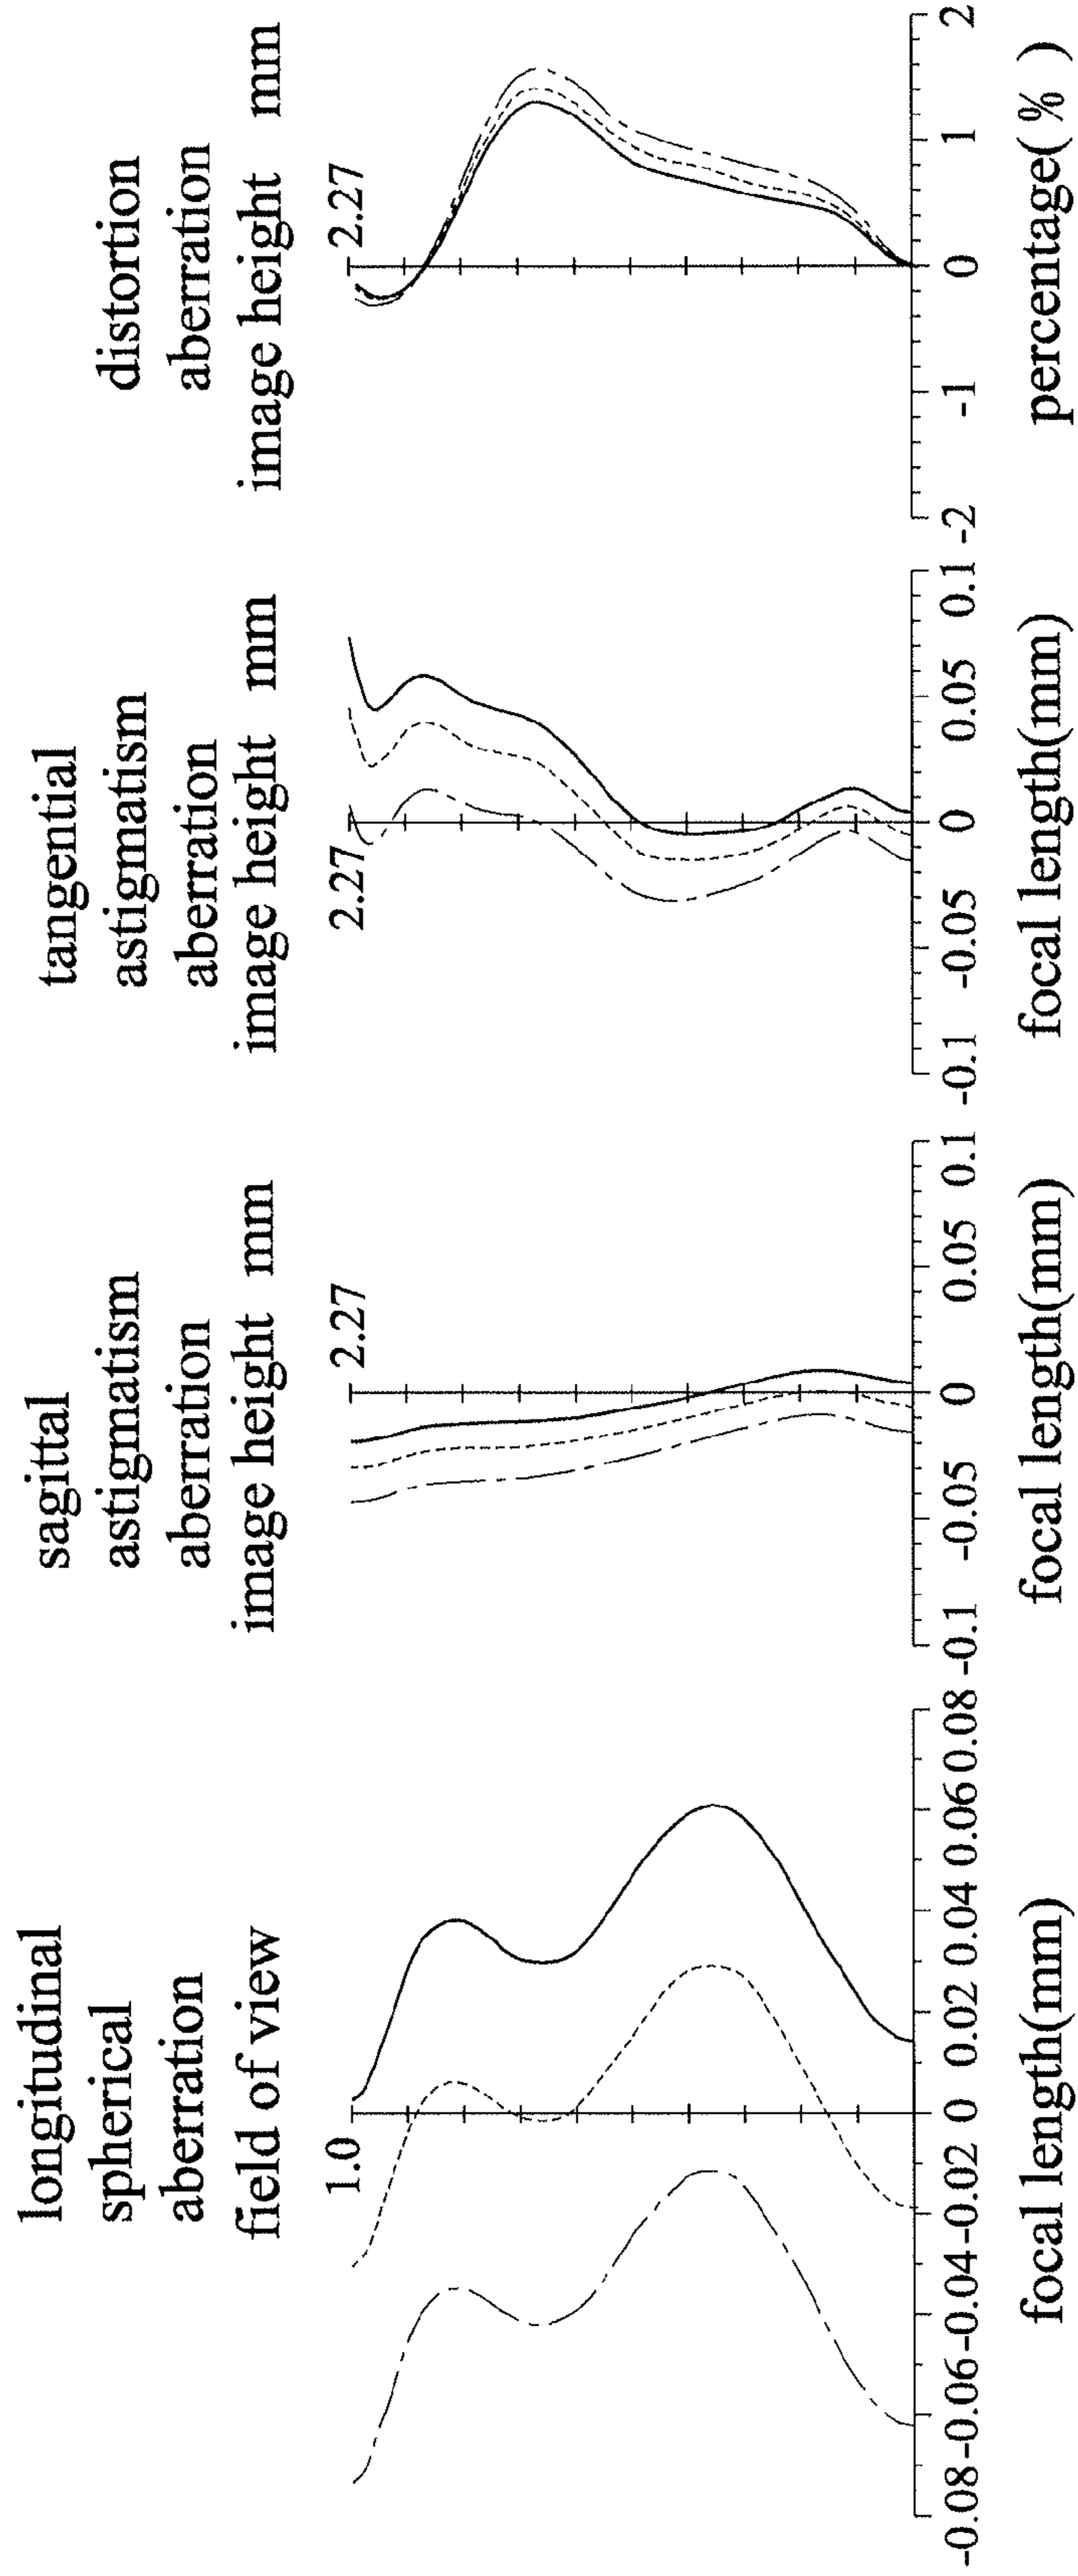 longitudinal
spherical
aberration
field of view
1.0
-0.08 -0.06 -0.04 -0.02 0 0.02 0.04 0.06 0.08
focal length(mm)
sagittal
astigmatism
aberration
image height mm
2.27
-0.1 -0.05 0 0.05 0.1
focal length(mm)
tangential
astigmatism
aberration
image height mm
2.27
-0.1 -0.05 0 0.05 0.1
focal length(mm)
distortion
aberration
image height mm
2.27
-2 -1 0 1 2
percentage( % )